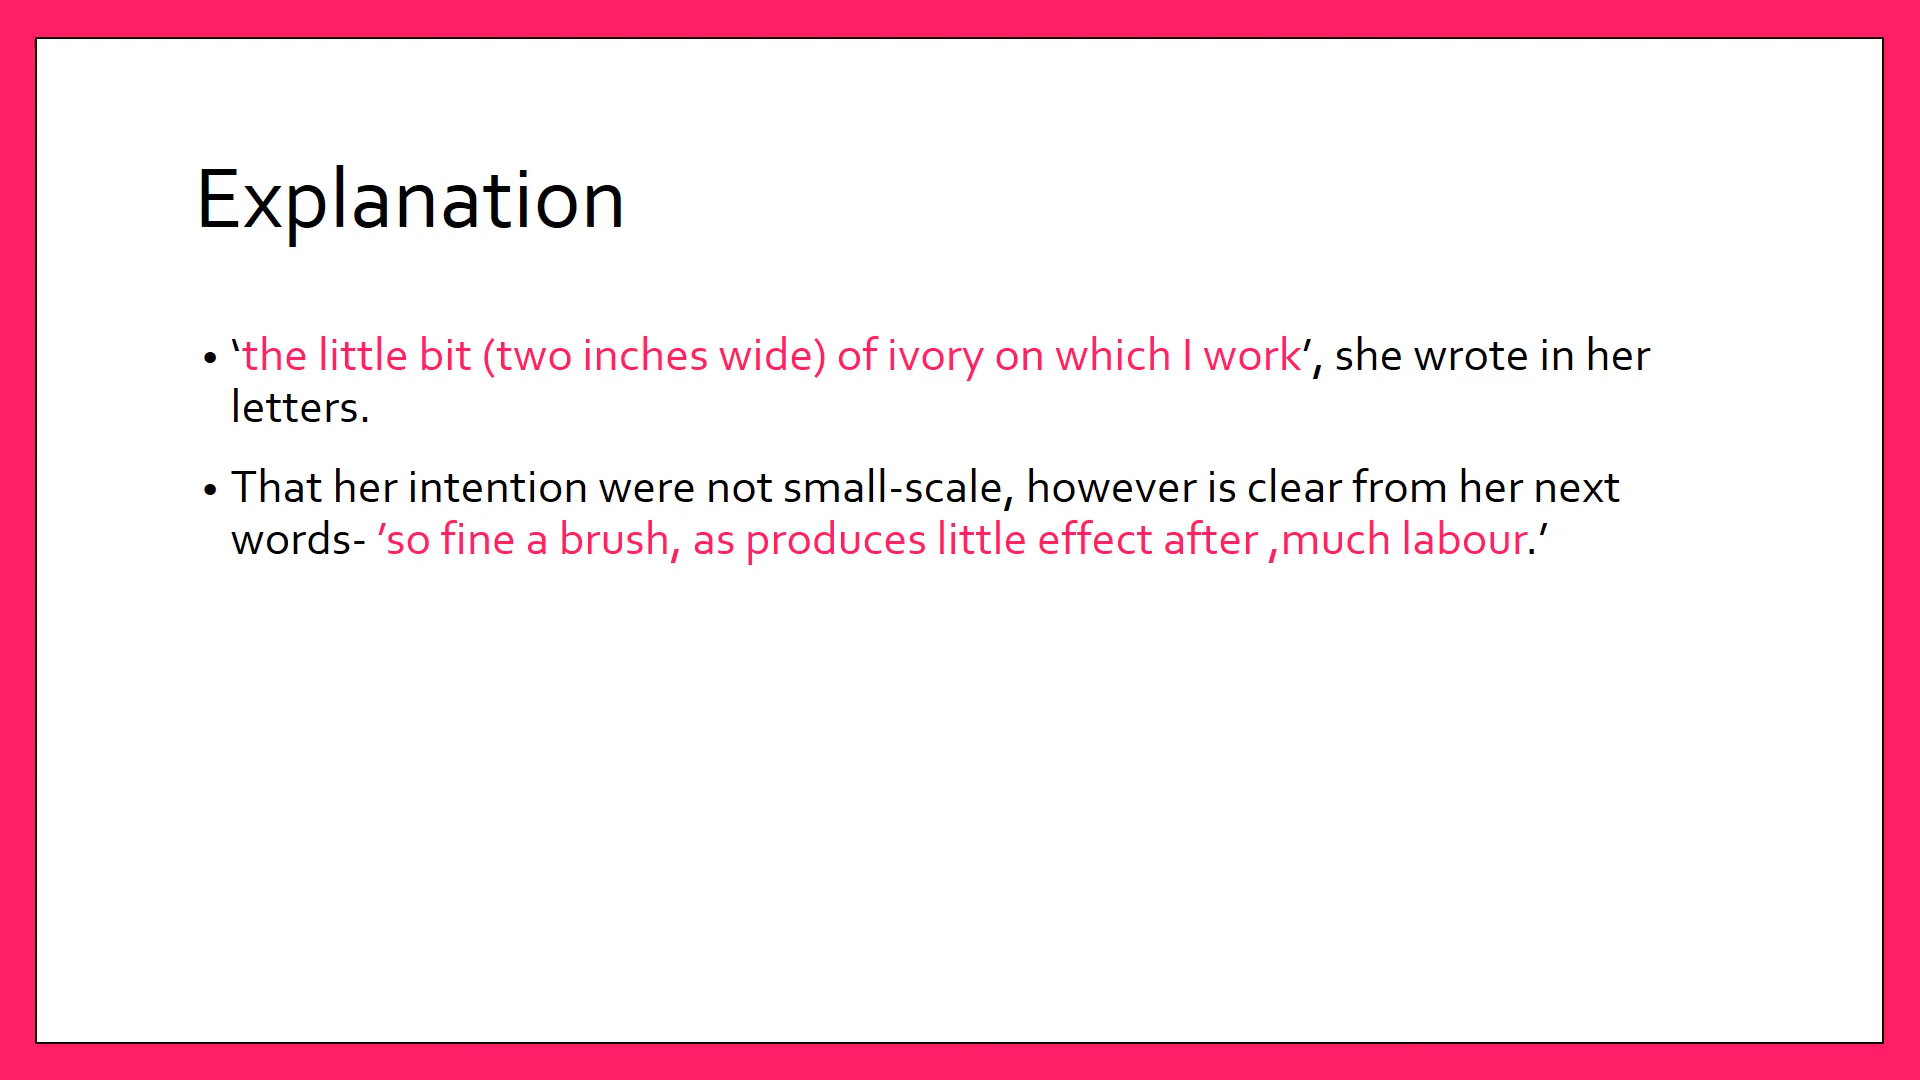 Explanation
• ‘the little bit (two inches wide) of ivory on which I work’, she wrote in her
letters.
• That her intention were not small-scale, however is clear from her next
words- ’so fine a brush, as produces little effect after ,much labour.’